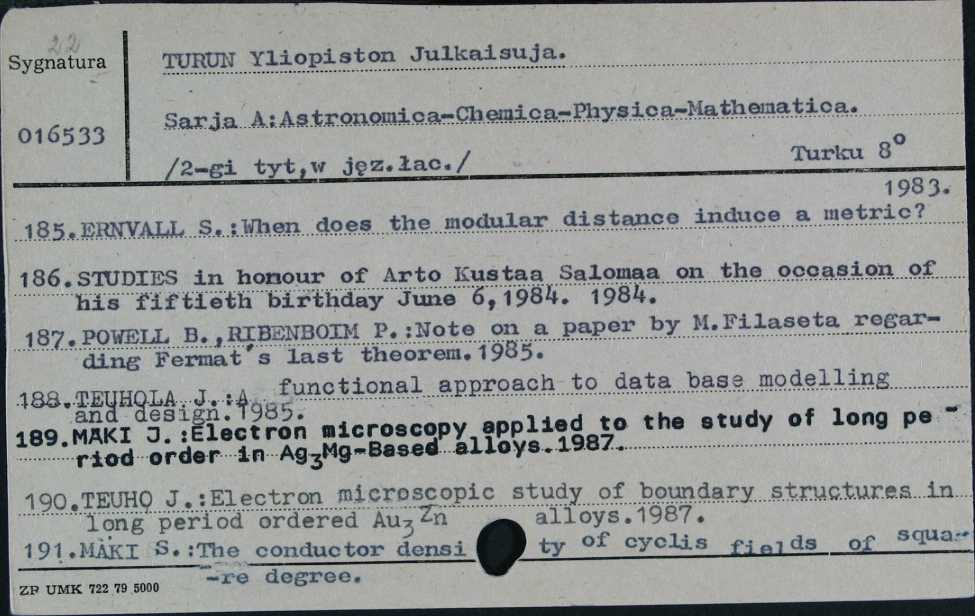 22
Sygnatura
TURUN Yliopiston Julkaisuja.
016533
Sarja A:Astronomica-Chemica-Physica-Mathematica.
/2-gi tyt,w jęz.łac./ Turku 8°
1983.
185.ERNVALL S.:When does the modular distance induce a metric?
186.STUDIES in honour of Arto Kustaa Salomaa on the occasion of
his fiftieth birthday June 6,1984. 1984.
187.POWELL B.,RIBENBOIM P.:Note on a paper by M.Filaseta regar-
ding Fermat's last theorem.1985.
188.TEUHOLA J.:A functional approach to data base modelling
and design.1985.
189.MÄKI J.:Electron microscopy applied to the study of long pe-
riod order in Ag3Mg-Based alloys.1987.
190.TEUHO J.:Electron microscopic study of boundary structures in
long period ordered Au3Zn alloys.1987.
191.MÄKI S.:The conductor densi ty of cyclis fields of squa-
-re degree.
ZP UMK 722 79 5000